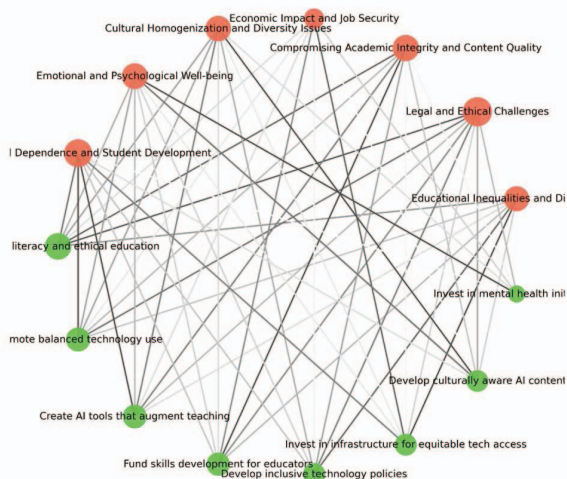 Economic Impact and Job Security
Cultural Homogenization and Diversity Issues
Compromising Academic Integrity and Content Quality
Emotional and Psychological Well-being
Legal and Ethical Challenges
l Dependence and Student Development
Educational Inequalities and Di
literacy and ethical education
Invest in mental health init
mote balanced technology use
Develop culturally aware AI content
Create AI tools that augment teaching
Invest in infrastructure for equitable tech access
Fund skills development for educators
Develop inclusive technology policies